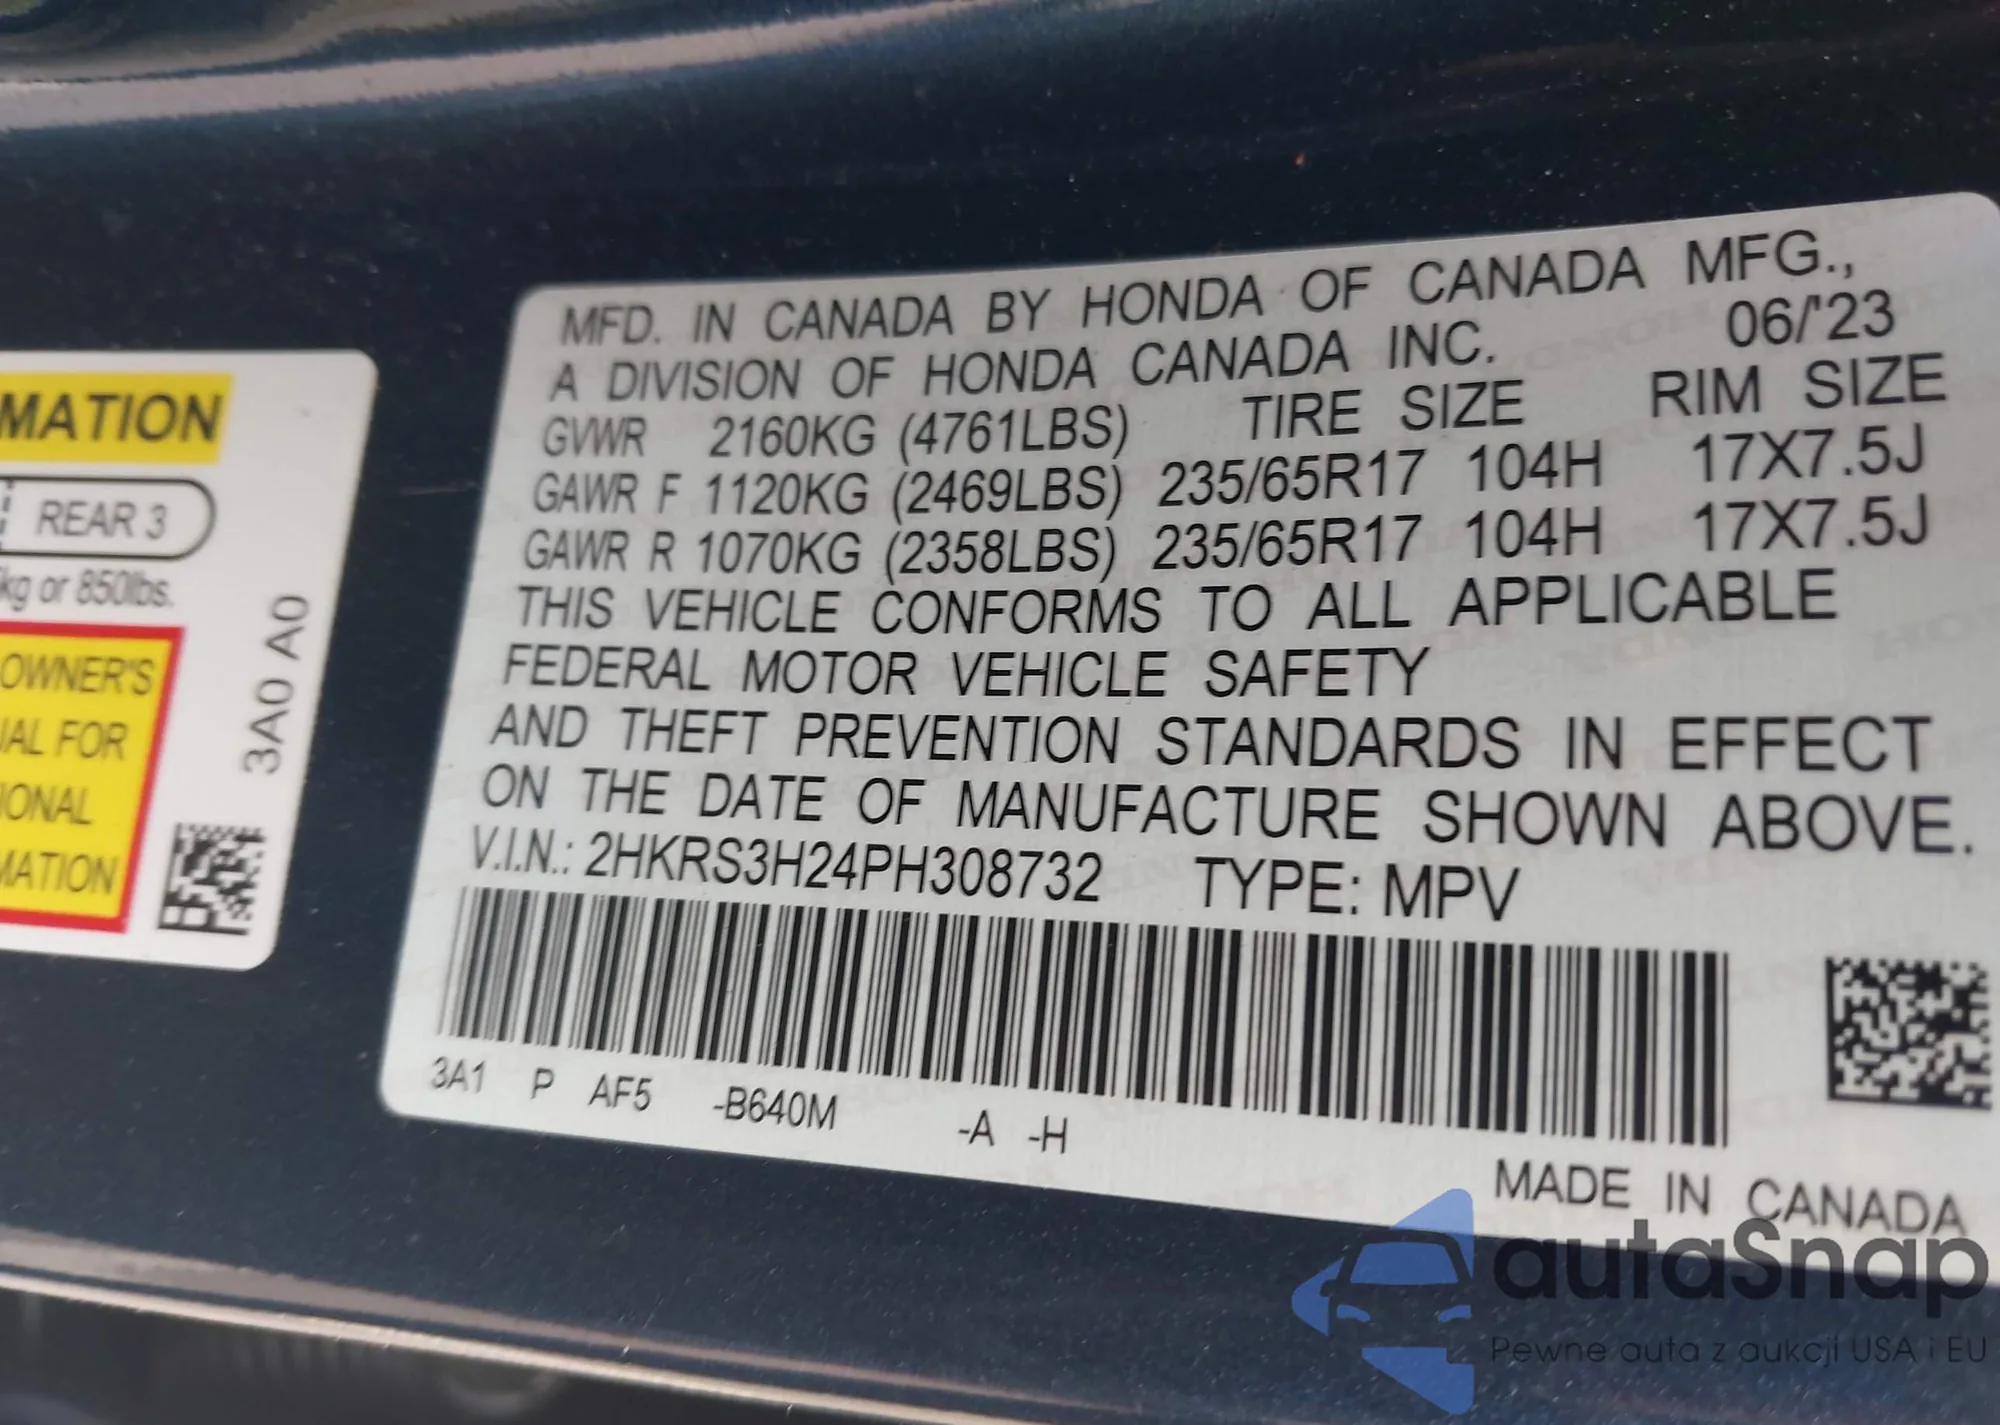 MATION
REAR 3
kg or 850lbs.
OWNER'S
UAL FOR
IONAL
MATION
3A0 A0
MFD. IN CANADA BY HONDA OF CANADA MFG.,
A DIVISION OF HONDA CANADA INC. 06/'23
GVWR 2160KG (4761LBS) TIRE SIZE RIM SIZE
GAWR F 1120KG (2469LBS) 235/65R17 104H 17X7.5J
GAWR R 1070KG (2358LBS) 235/65R17 104H 17X7.5J
THIS VEHICLE CONFORMS TO ALL APPLICABLE
FEDERAL MOTOR VEHICLE SAFETY
AND THEFT PREVENTION STANDARDS IN EFFECT
ON THE DATE OF MANUFACTURE SHOWN ABOVE.
V.I.N.: 2HKRS3H24PH308732 TYPE: MPV
3A1 P AF5 -B640M -A -H
MADE IN CANADA
autaSnap
Pewne auta z aukcji USA i EU